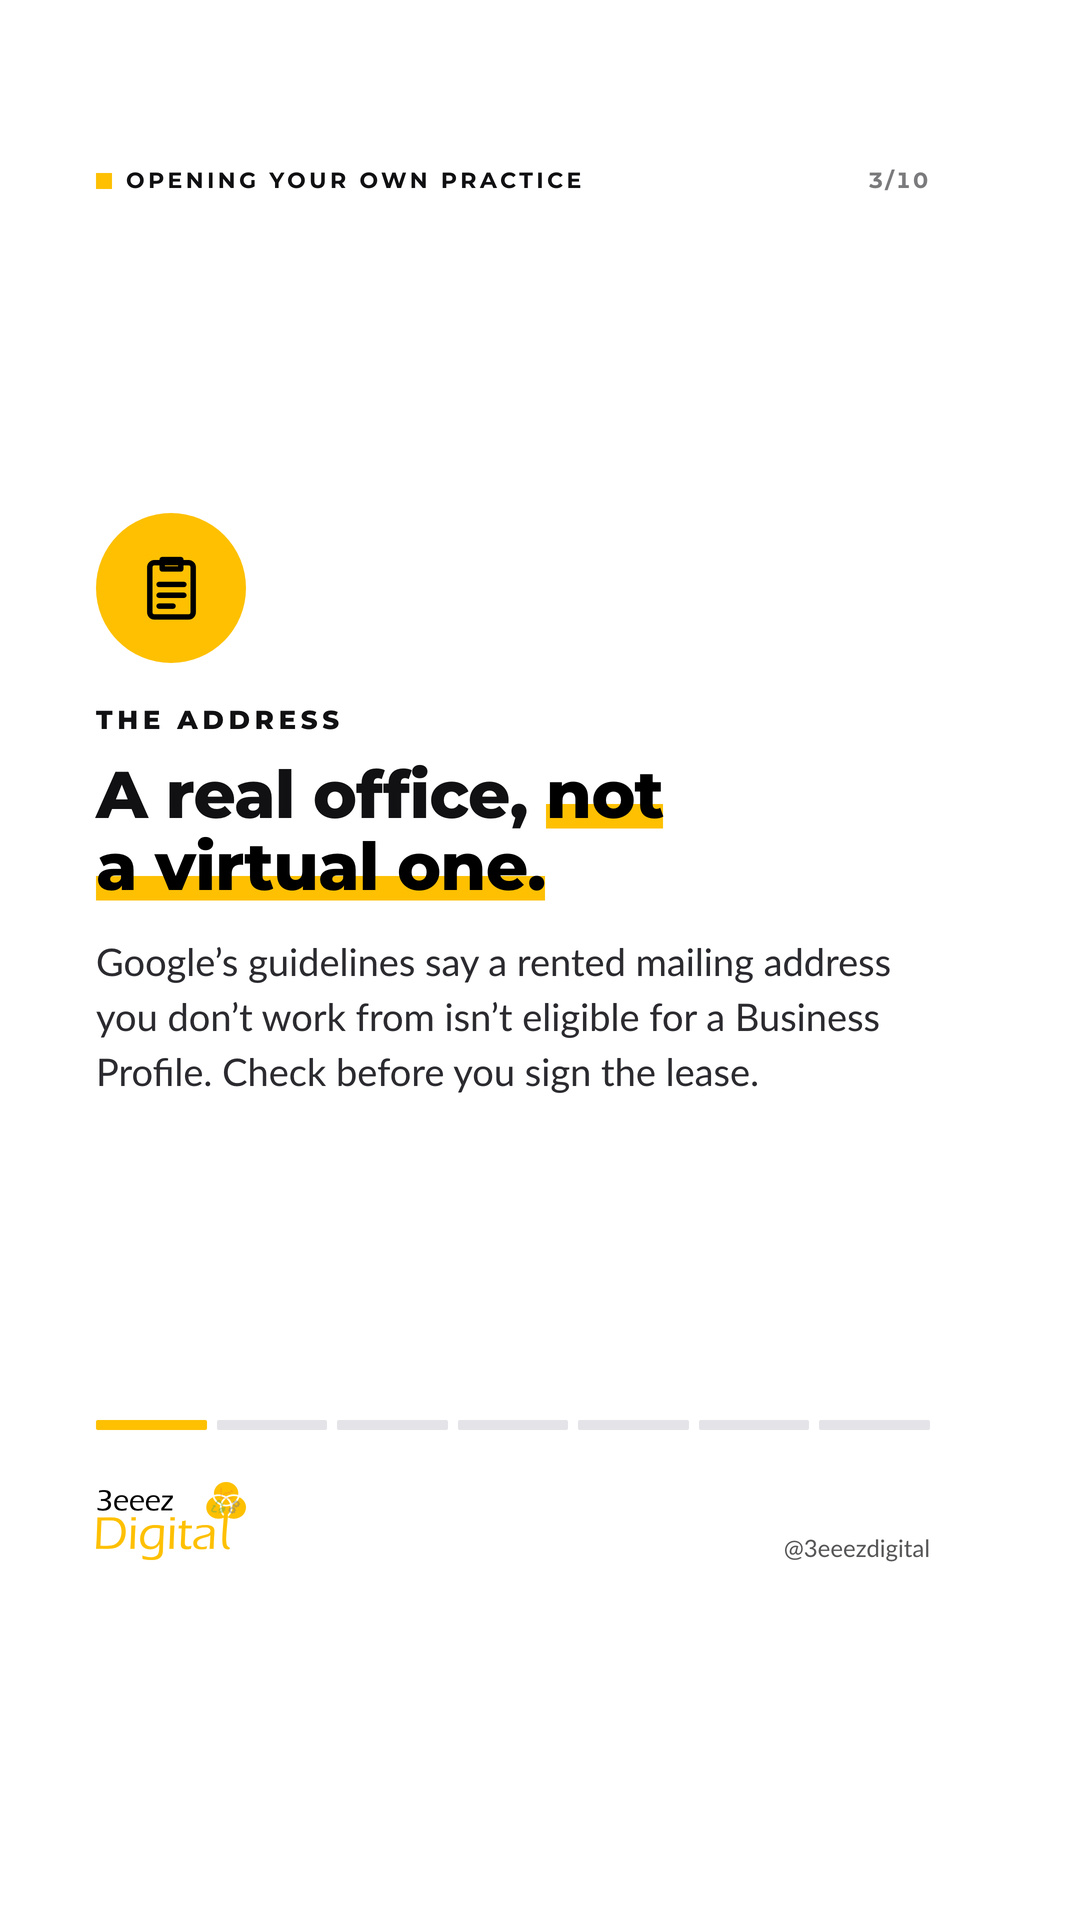 OPENING YOUR OWN PRACTICE
3/10
THE ADDRESS
A real office, not
a virtual one.
Google’s guidelines say a rented mailing address
you don’t work from isn’t eligible for a Business
Profile. Check before you sign the lease.
3eeez
Digital
@3eeezdigital